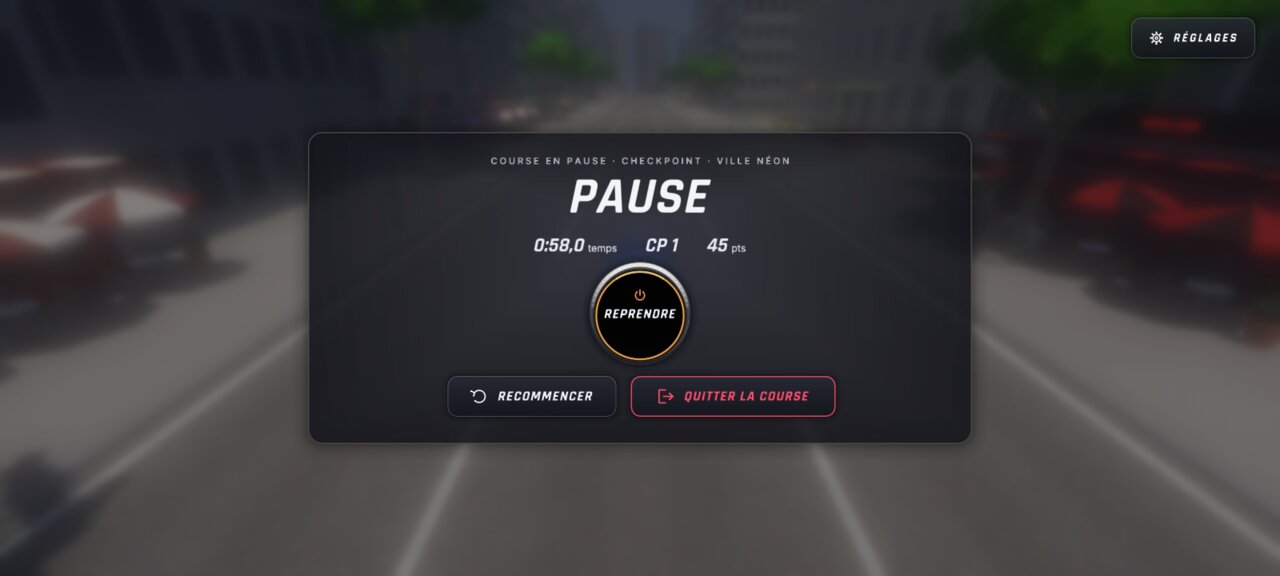 RÉGLAGES
COURSE EN PAUSE · CHECKPOINT · VILLE NÉON
PAUSE
0:58,0 temps CP 1 45 pts
REPRENDRE
RECOMMENCER
QUITTER LA COURSE